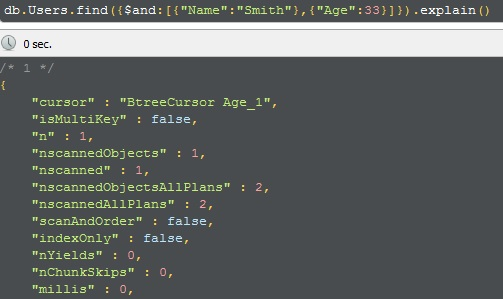 db.Users.find({$and:[{"Name":"Smith"},{"Age":33}]}).explain()
0 sec.
/* 1 */
{
    "cursor" : "BtreeCursor Age_1",
    "isMultiKey" : false,
    "n" : 1,
    "nscannedObjects" : 1,
    "nscanned" : 1,
    "nscannedObjectsAllPlans" : 2,
    "nscannedAllPlans" : 2,
    "scanAndOrder" : false,
    "indexOnly" : false,
    "nYields" : 0,
    "nChunkSkips" : 0,
    "millis" : 0,